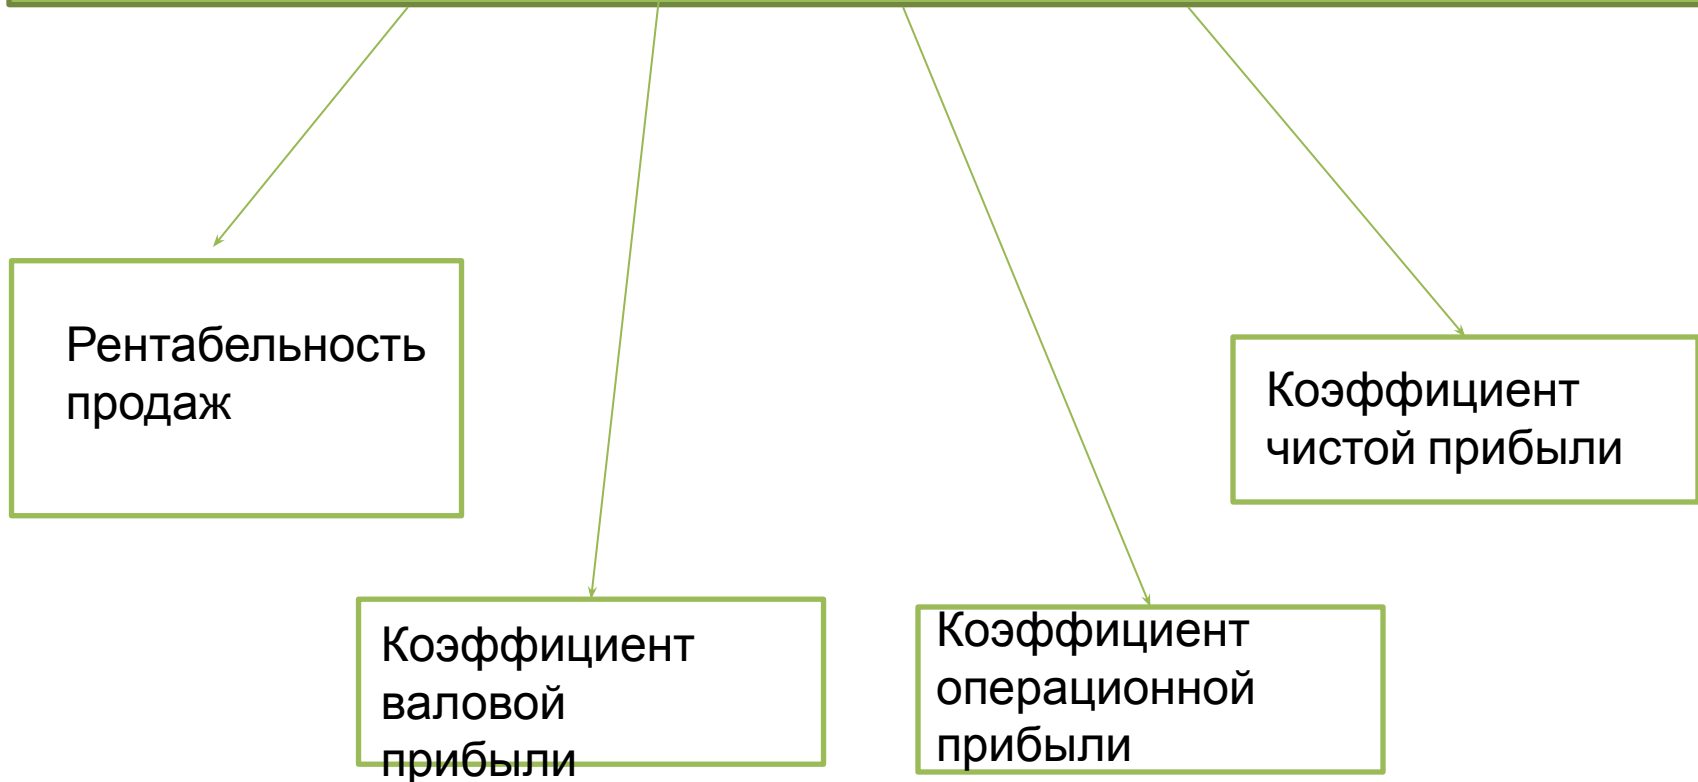 Рентабельность
продаж
Коэффициент
чистой прибыли
Коэффициент
валовой
прибыли
Коэффициент
операционной
прибыли